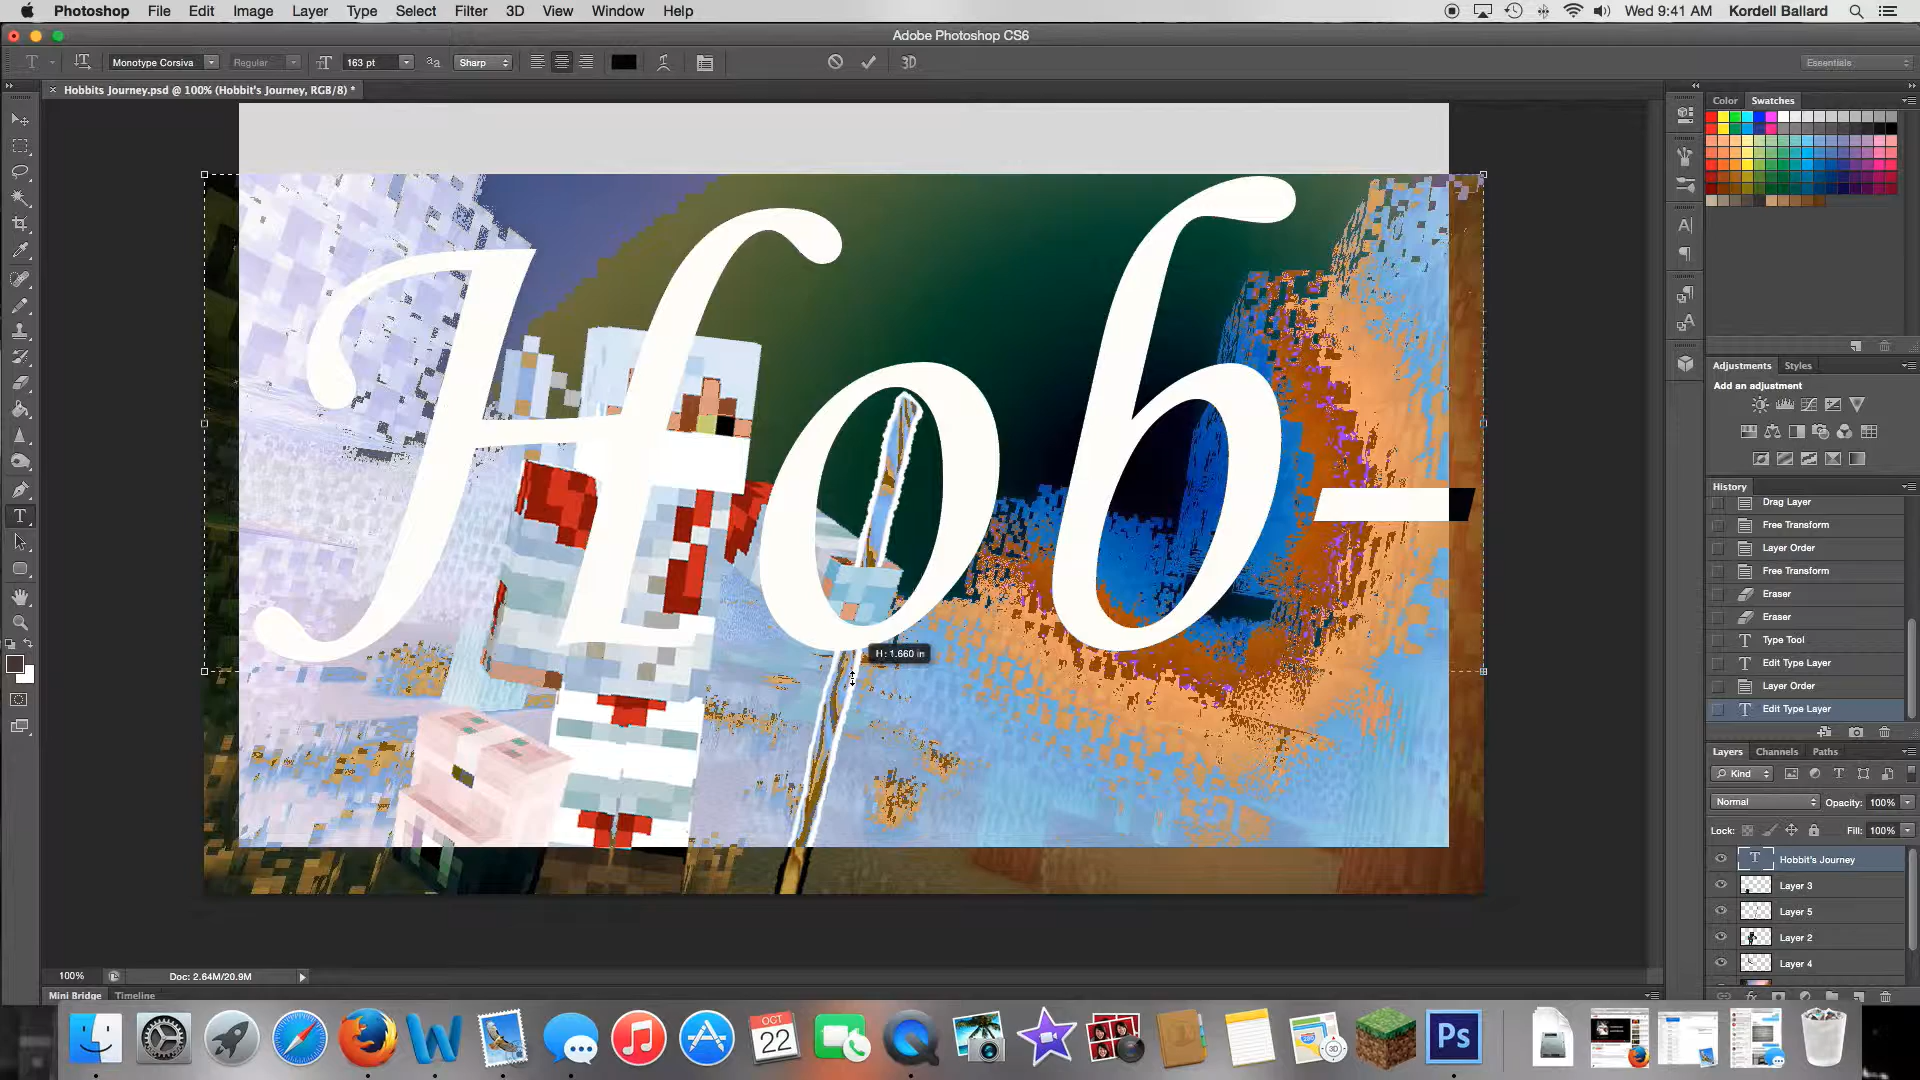 Photoshop File Edit Image Layer Type Select Filter 3D View Window Help Wed 9:41 AM Kordell Ballard
Adobe Photoshop CS6
T Monotype Corsiva Regular 163 pt aa Sharp 3D Essentials
× Hobbits Journey.psd @ 100% (Hobbit's Journey, RGB/8) *
Color Swatches
Hob-
H: 1.660 in
Adjustments Styles
Add an adjustment
History
Drag Layer
Free Transform
Layer Order
Free Transform
Eraser
Eraser
Type Tool
Edit Type Layer
Layer Order
Edit Type Layer
Layers Channels Paths
Kind
Normal Opacity: 100%
Lock: Fill: 100%
Hobbit's Journey
Layer 3
Layer 5
Layer 2
Layer 4
100% Doc: 2.64M/20.9M
Mini Bridge Timeline
OCT
22
3D
Ps